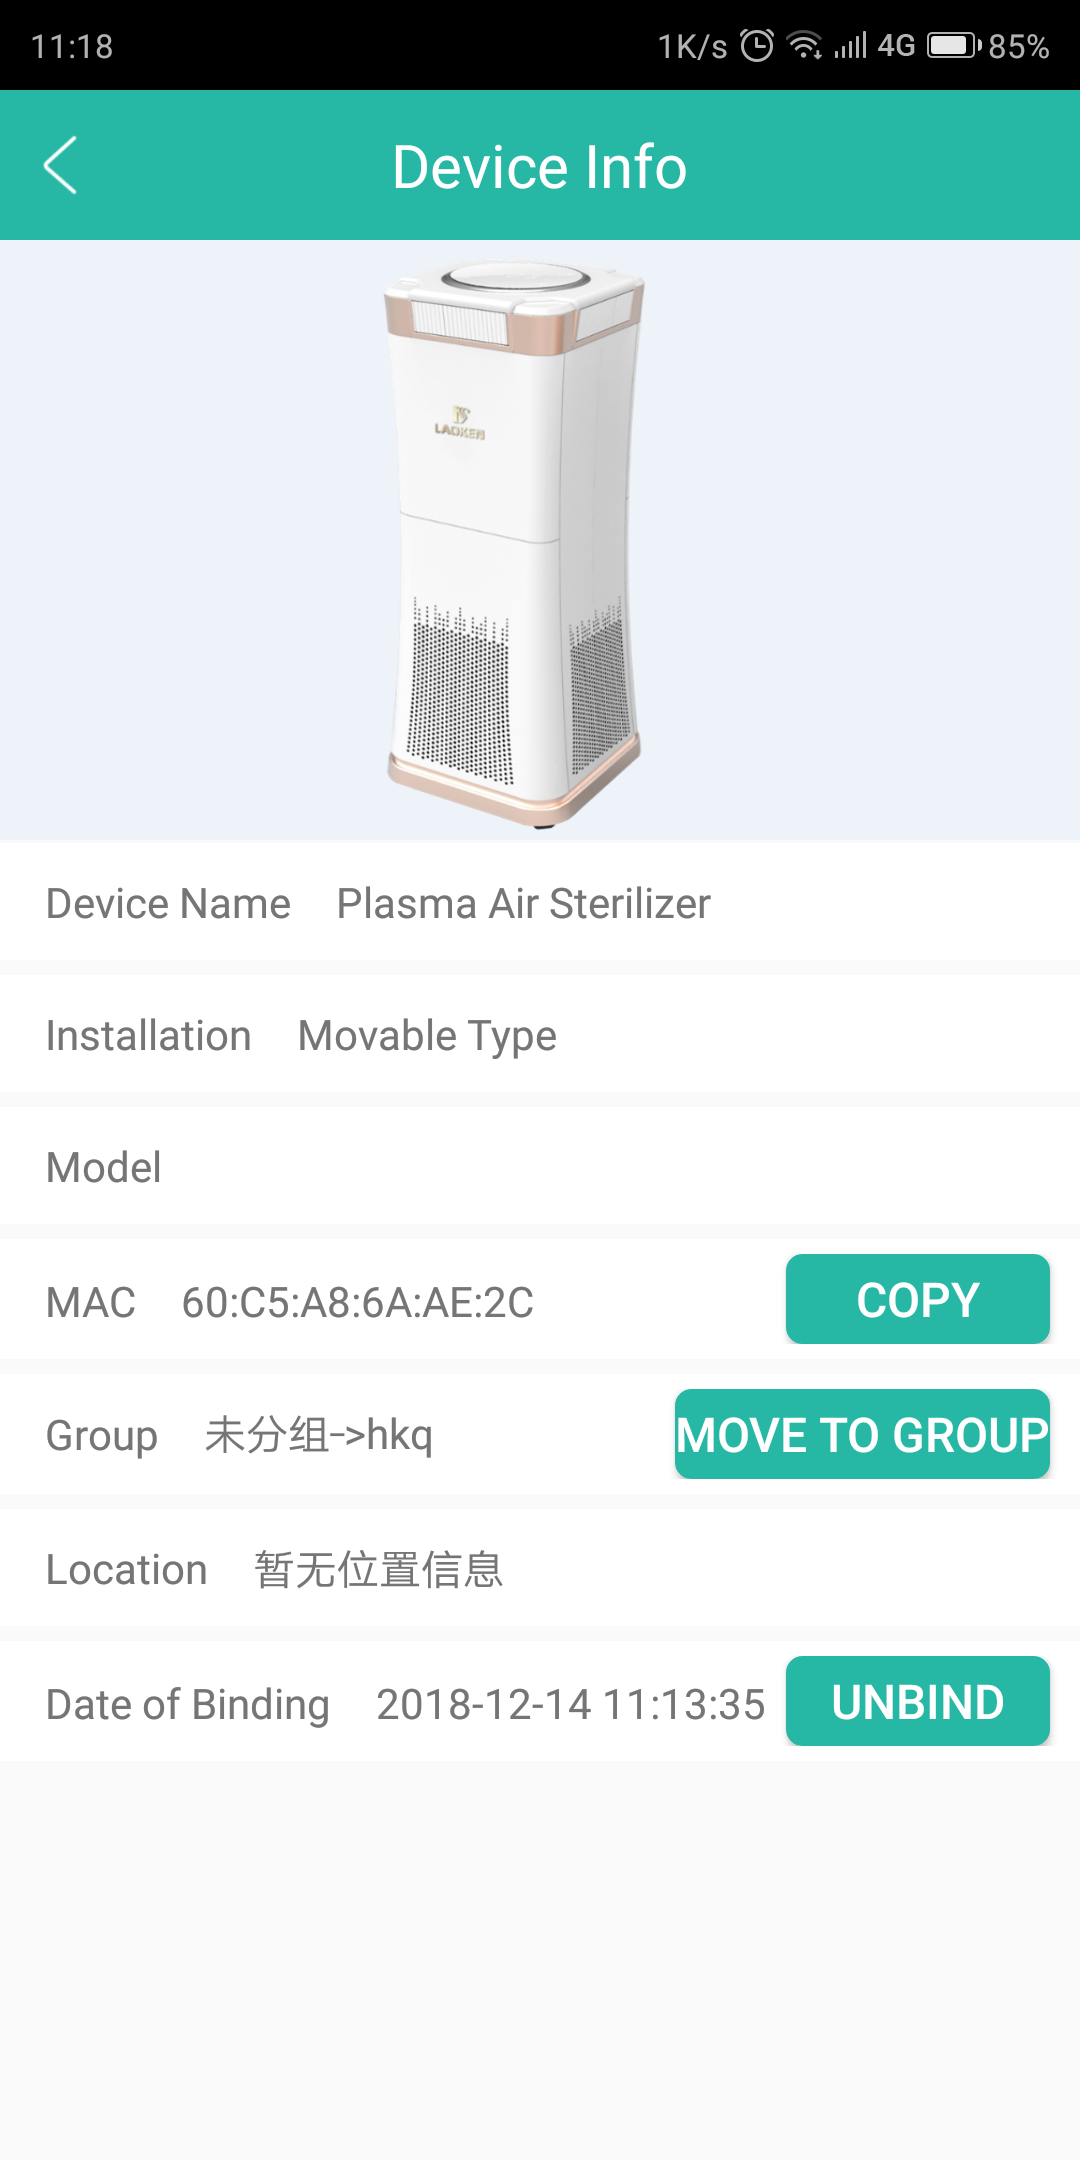 11:18 1K/s 4G 85%
Device Info
LAOKEN
Device Name Plasma Air Sterilizer
Installation Movable Type
Model
MAC 60:C5:A8:6A:AE:2C COPY
Group 未分组->hkq MOVE TO GROUP
Location 暂无位置信息
Date of Binding 2018-12-14 11:13:35 UNBIND